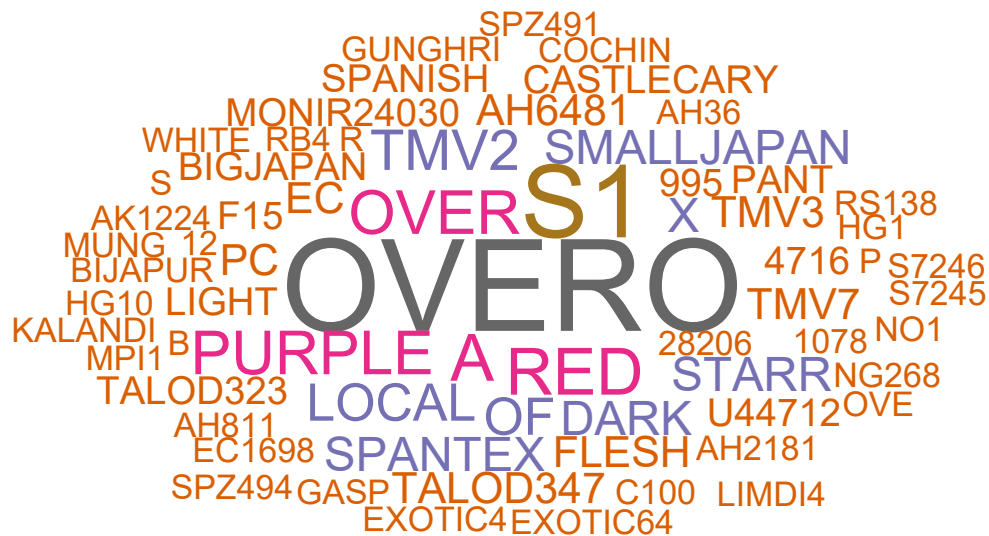 SPZ491
GUNGHRI COCHIN
SPANISH CASTLECARY
MONIR24030 AH6481 AH36
WHITE RB4 R TMV2 SMALLJAPAN
BIGJAPAN
S EC OVER S1 995 PANT
AK1224 F15 X TMV3 RS138
HG1
MUNG 12
BIJAPUR PC OVERO 4716 P S7246
S7245
HG10 LIGHT TMV7
KALANDI B 28206 1078 NO1
MPI1 PURPLE A RED STARR NG268
TALOD323 LOCAL OF DARK U44712 OVE
AH811
EC1698 SPANTEX FLESH AH2181
SPZ494 GASP TALOD347 C100 LIMDI4
EXOTIC4 EXOTIC64